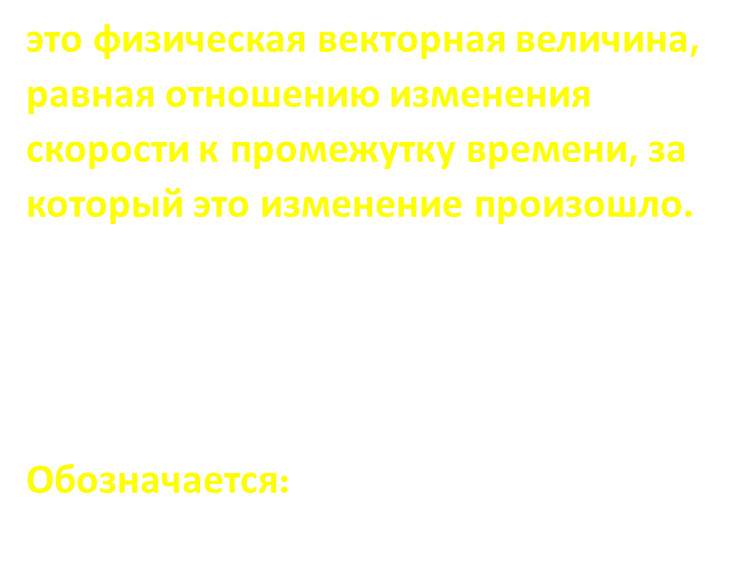 это физическая векторная величина,
равная отношению изменения
скорости к промежутку времени, за
который это изменение произошло.
Обозначается: